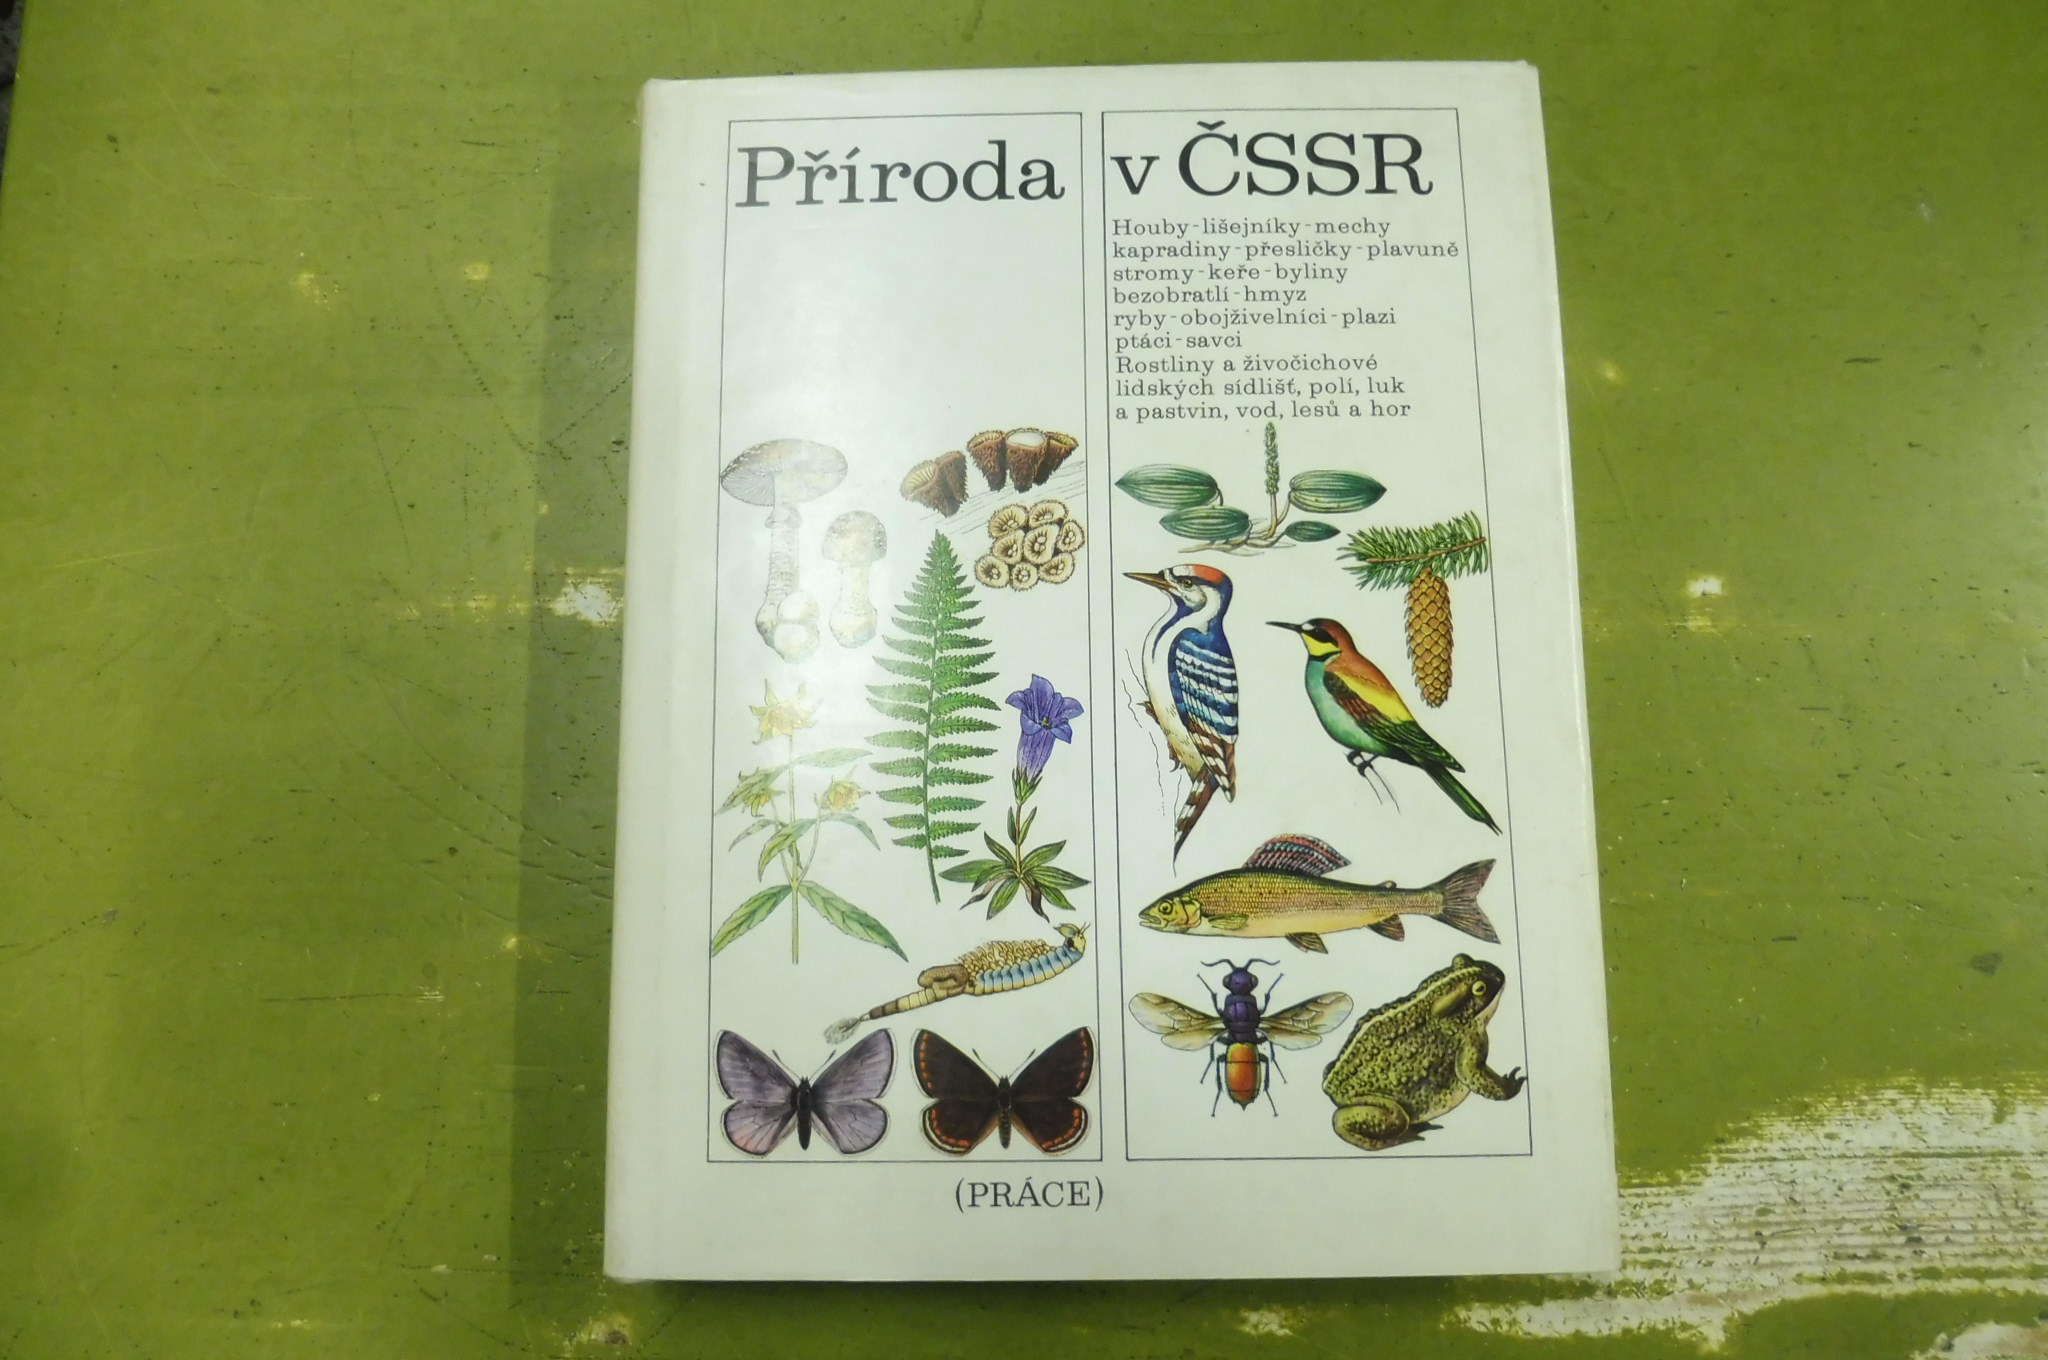 Příroda v ČSSR
Houby-lišejníky-mechy
kapradiny-přesličky-plavuně
stromy-keře-byliny
bezobratlí-hmyz
ryby-obojživelníci-plazi
ptáci-savci
Rostliny a živočichové
lidských sídlišť, polí, luk
a pastvin, vod, lesů a hor
(PRÁCE)